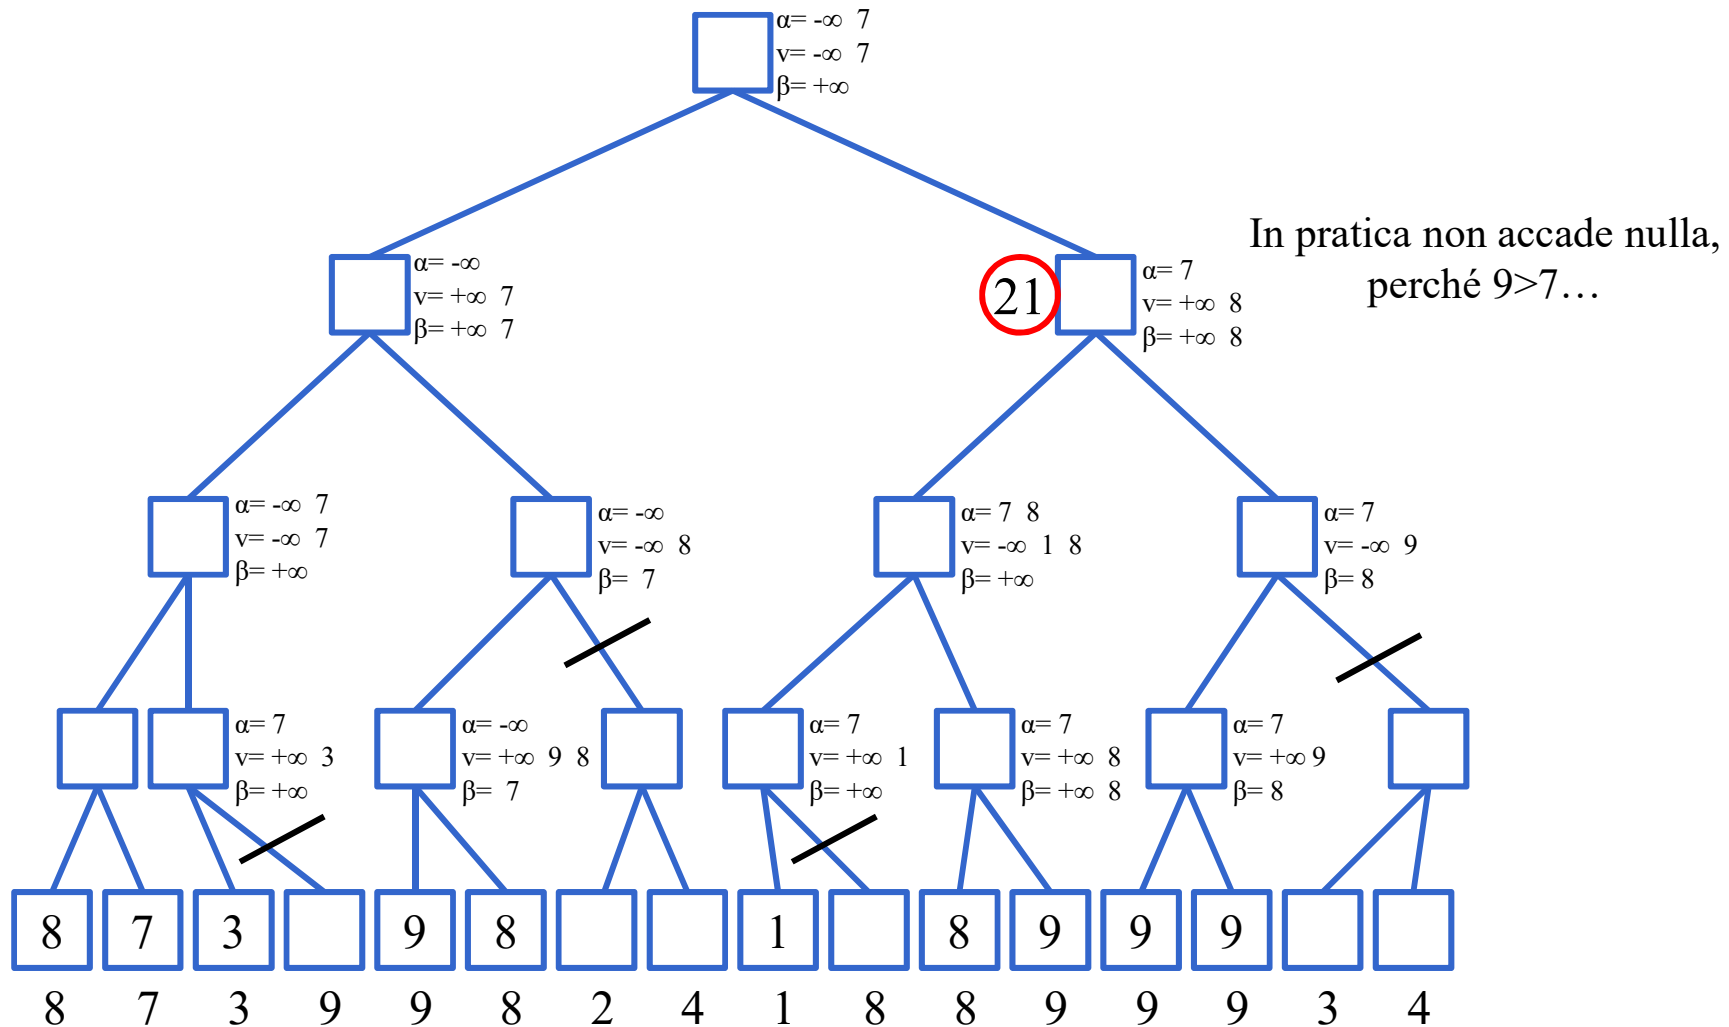 α= -∞ 7
v= -∞ 7
β= +∞
In pratica non accade nulla,
perché 9>7…
α= -∞
v= +∞ 7
β= +∞ 7
21
α= 7
v= +∞ 8
β= +∞ 8
α= -∞ 7
v= -∞ 7
β= +∞
α= -∞
v= -∞ 8
β= 7
α= 7 8
v= -∞ 1 8
β= +∞
α= 7
v= -∞ 9
β= 8
α= 7
v= +∞ 3
β= +∞
α= -∞
v= +∞ 9 8
β= 7
α= 7
v= +∞ 1
β= +∞
α= 7
v= +∞ 8
β= +∞ 8
α= 7
v= +∞ 9
β= 8
8 7 3 9 8 1 8 9 9 9
8 7 3 9 9 8 2 4 1 8 8 9 9 9 3 4